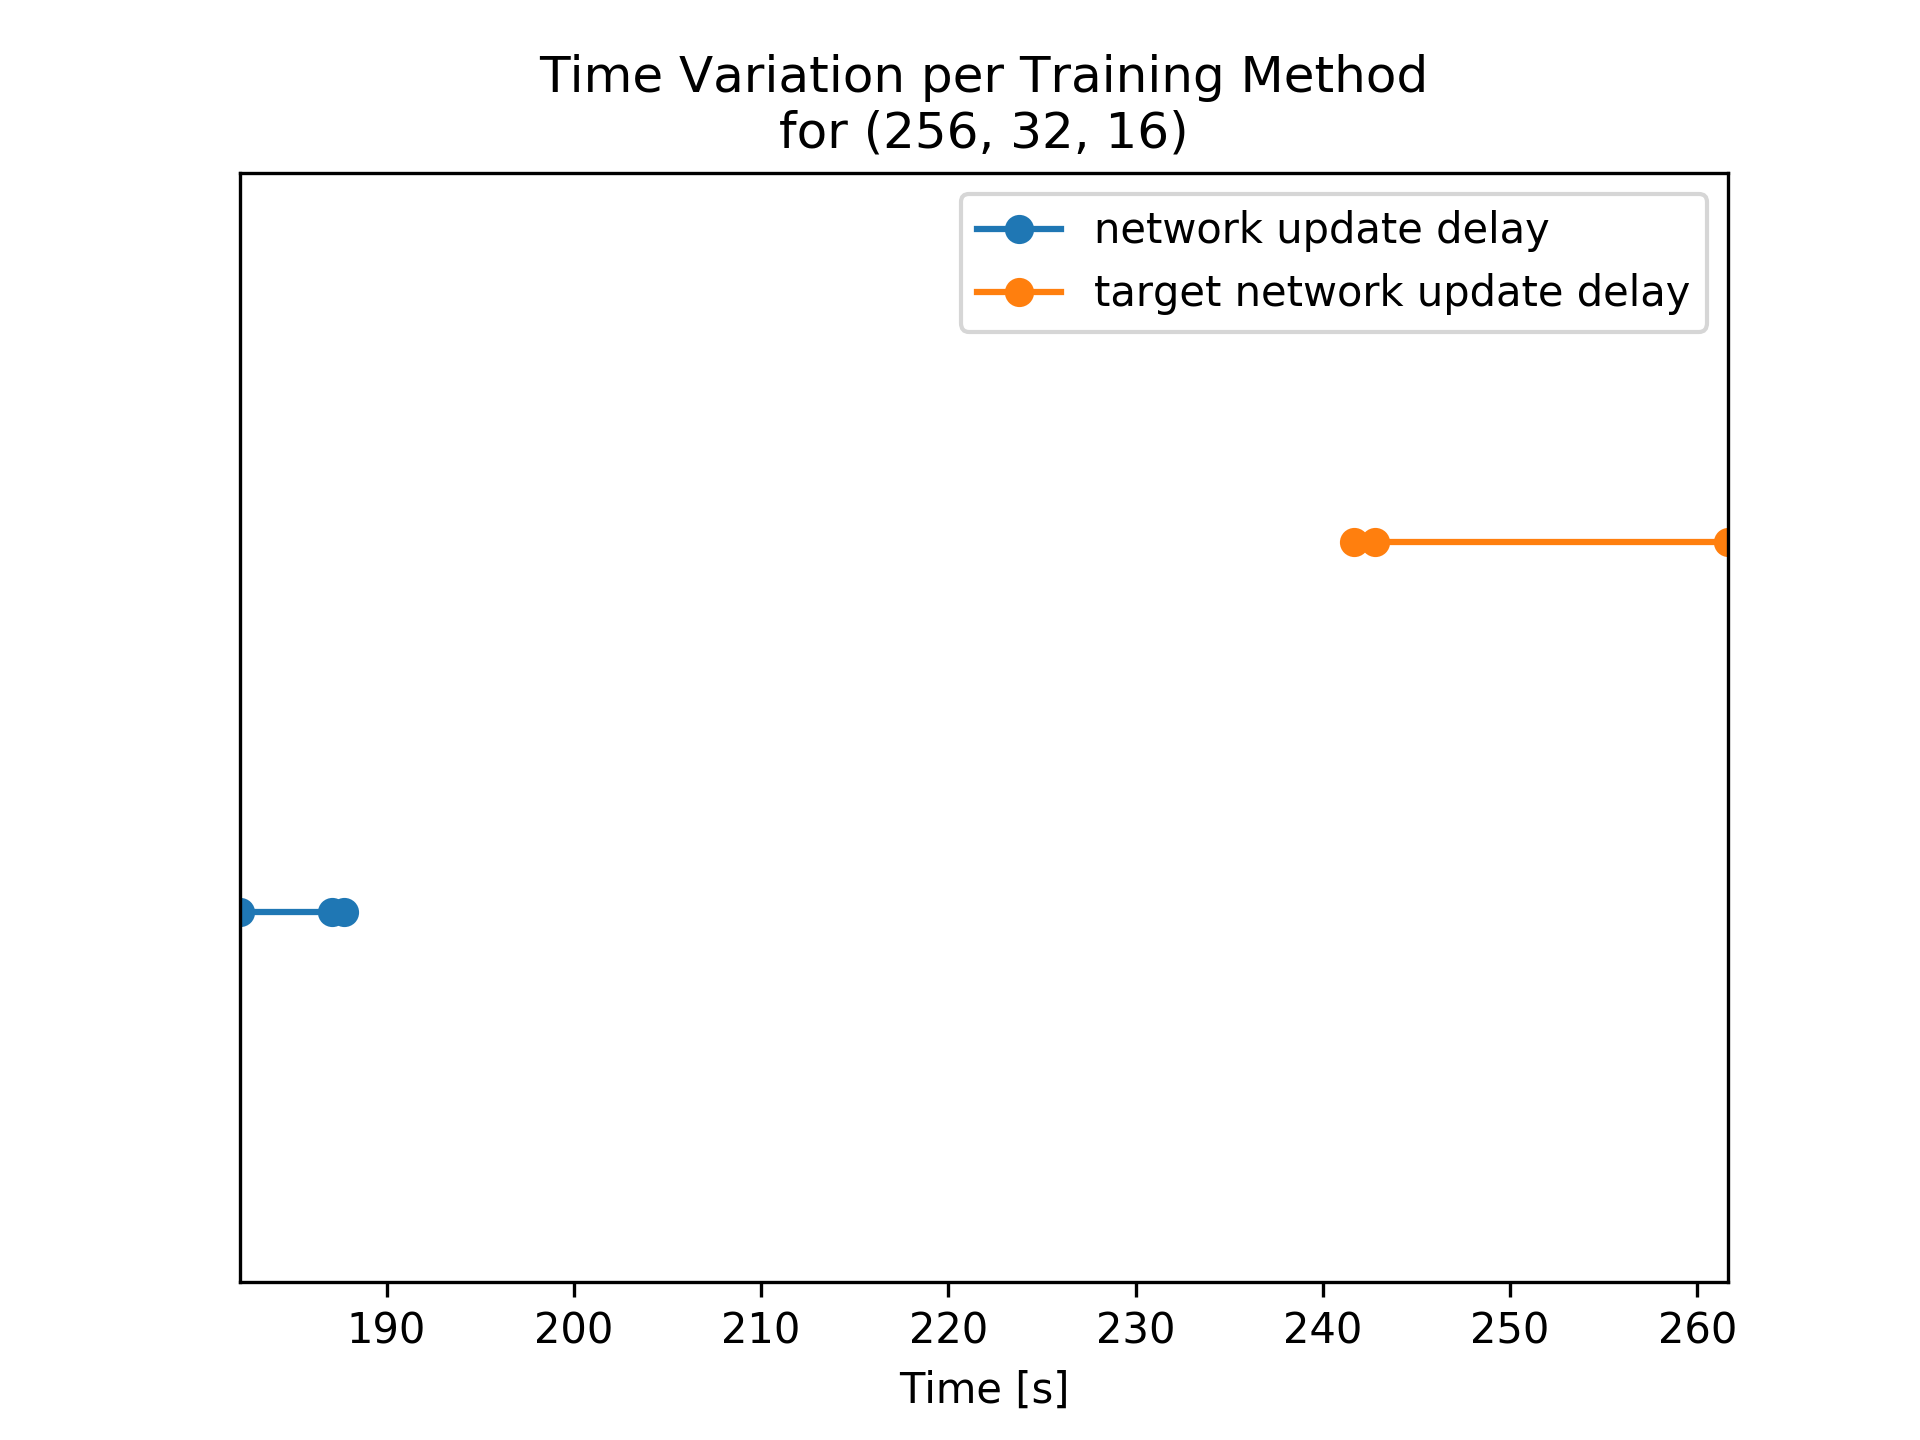 Time Variation per Training Method
for (256, 32, 16)
network update delay
target network update delay
190 200 210 220 230 240 250 260
Time [s]